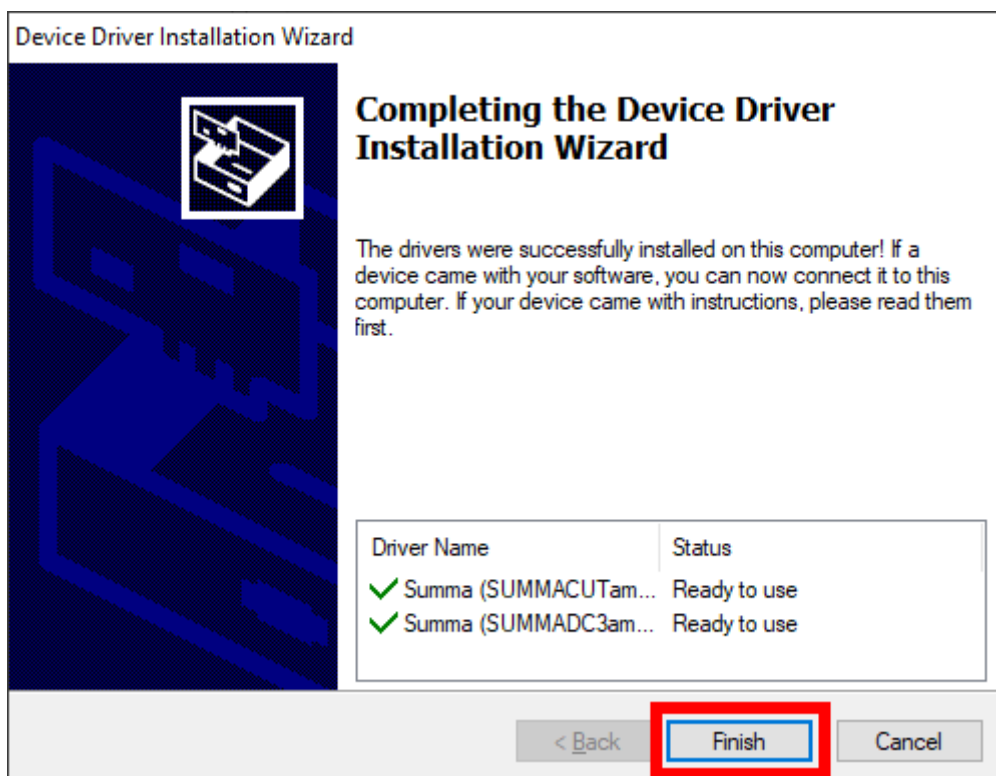 Device Driver Installation Wizard
Completing the Device Driver
Installation Wizard
The drivers were successfully installed on this computer! If a
device came with your software, you can now connect it to this
computer. If your device came with instructions, please read them
first.
Driver Name Status
Summa (SUMMACUTam... Ready to use
Summa (SUMMADC3am... Ready to use
< Back Finish Cancel